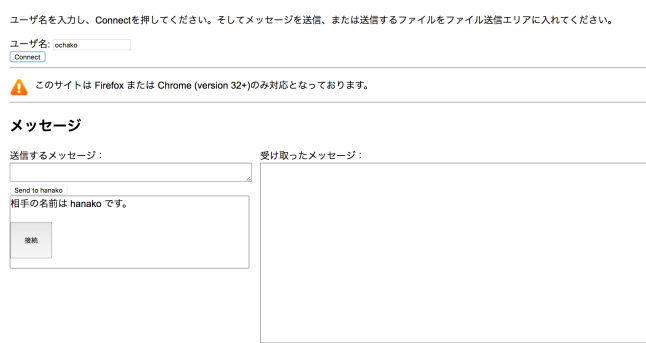 ユーザ名を入力し、Connectを押してください。そしてメッセージを送信、または送信するファイルをファイル送信エリアに入れてください。
ユーザ名: ochako
Connect
このサイトは Firefox または Chrome (version 32+)のみ対応となっております。
メッセージ
送信するメッセージ：
受け取ったメッセージ：
Send to hanako
相手の名前は hanako です。
接続